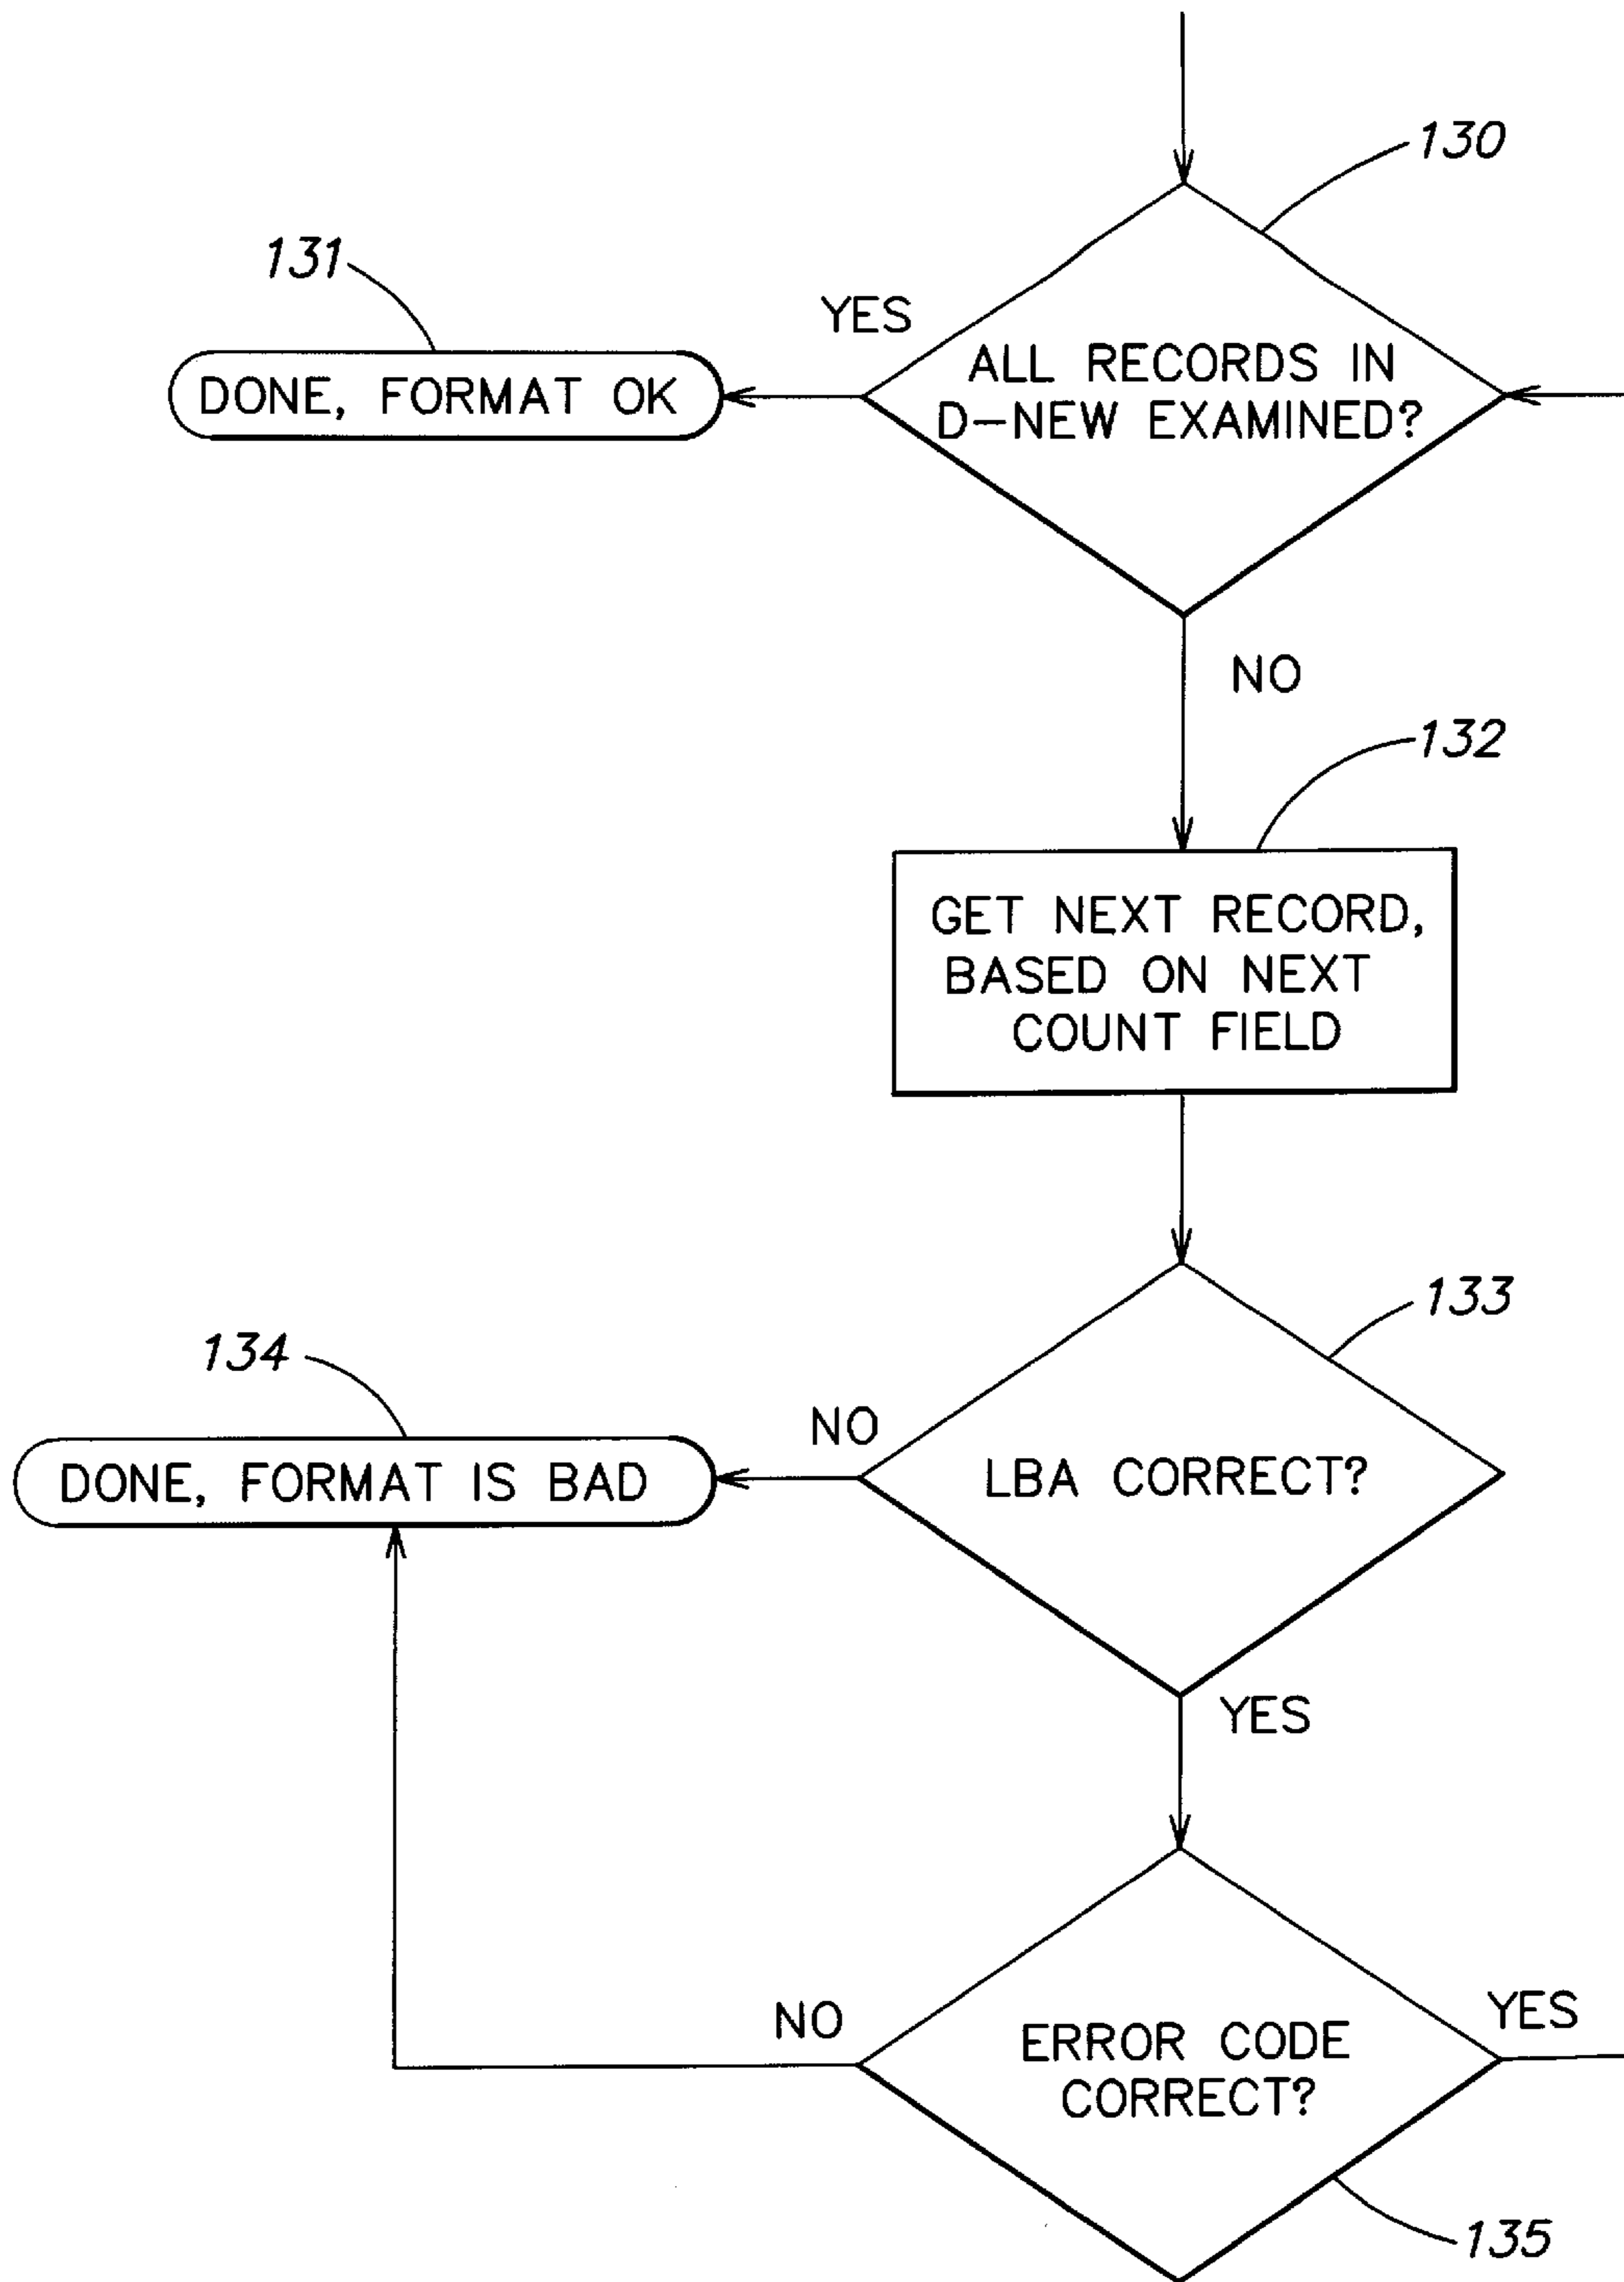 130
131
YES
ALL RECORDS IN
D-NEW EXAMINED?
DONE, FORMAT OK
NO
132
GET NEXT RECORD,
BASED ON NEXT
COUNT FIELD
133
134
NO
LBA CORRECT?
DONE, FORMAT IS BAD
YES
NO
YES
ERROR CODE
CORRECT?
135